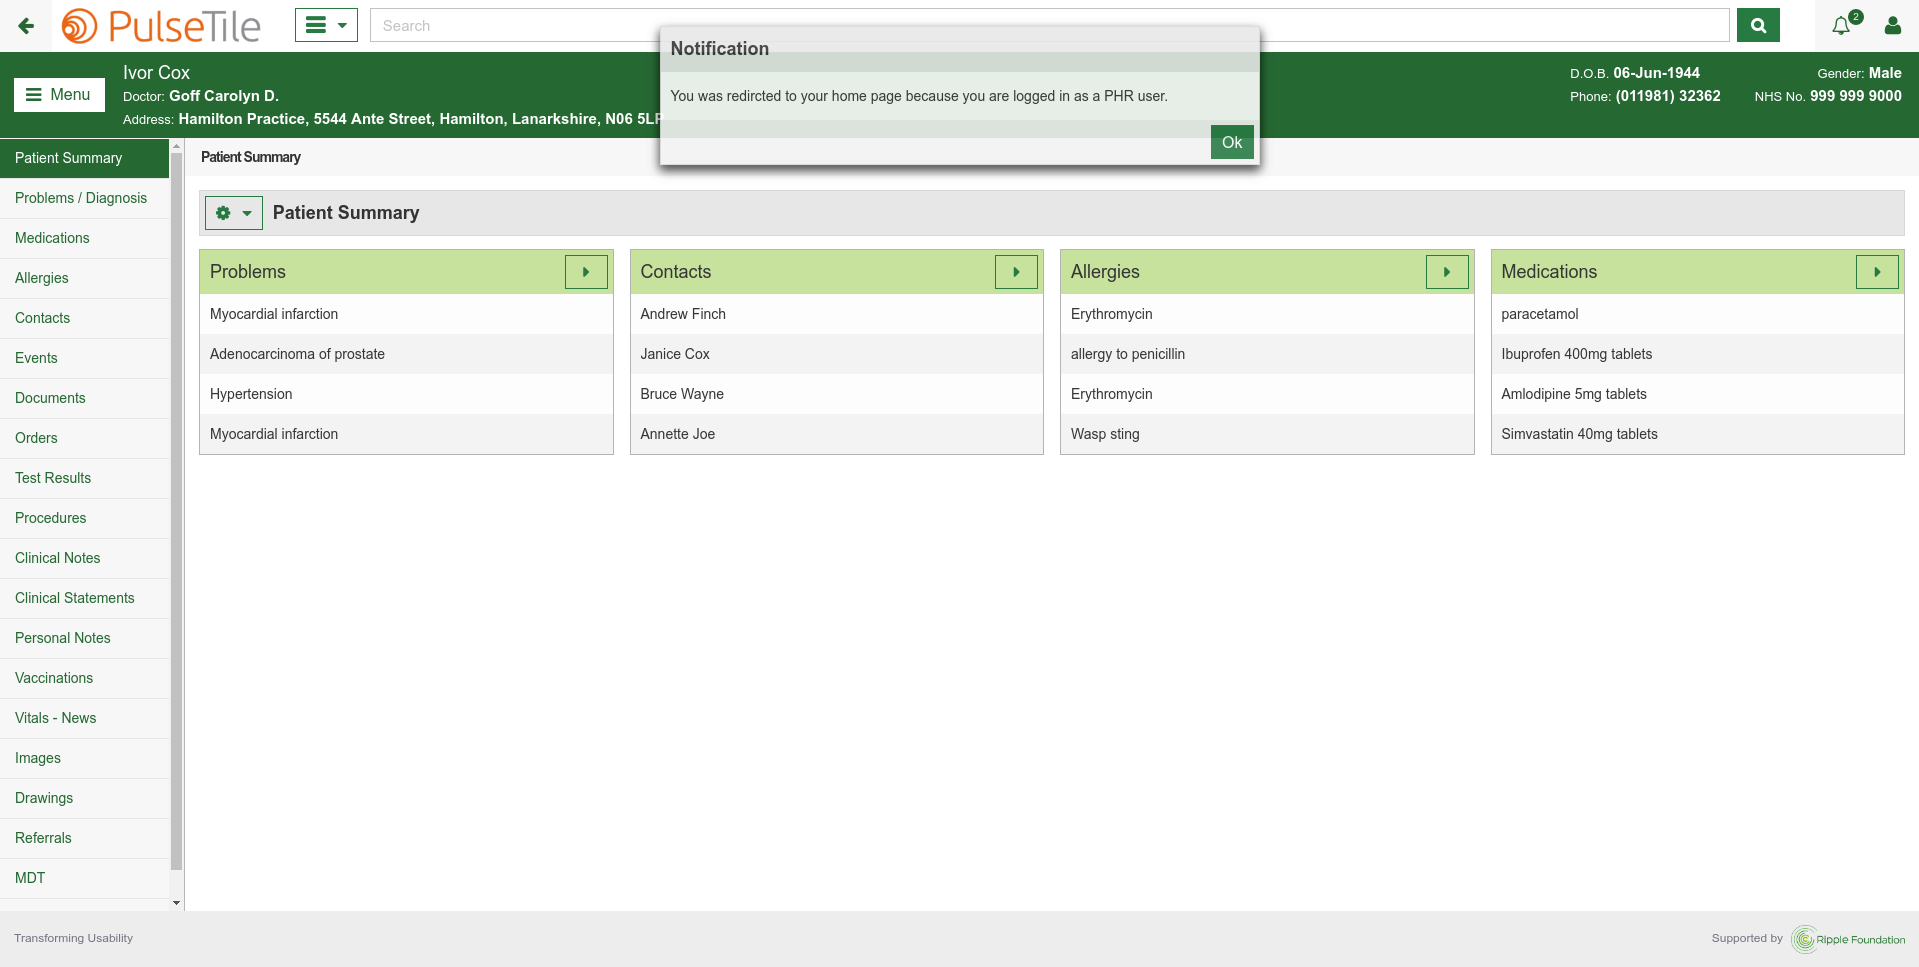 PulseTile
Search
2
Notification
You was redircted to your home page because you are logged in as a PHR user.
Ok
Menu
Ivor Cox
Doctor: Goff Carolyn D.
Address: Hamilton Practice, 5544 Ante Street, Hamilton, Lanarkshire, N06 5LP
D.O.B. 06-Jun-1944
Gender: Male
Phone: (011981) 32362
NHS No. 999 999 9000
Patient Summary
Problems / Diagnosis
Medications
Allergies
Contacts
Events
Documents
Orders
Test Results
Procedures
Clinical Notes
Clinical Statements
Personal Notes
Vaccinations
Vitals - News
Images
Drawings
Referrals
MDT
Patient Summary
Patient Summary
Problems
Myocardial infarction
Adenocarcinoma of prostate
Hypertension
Myocardial infarction
Contacts
Andrew Finch
Janice Cox
Bruce Wayne
Annette Joe
Allergies
Erythromycin
allergy to penicillin
Erythromycin
Wasp sting
Medications
paracetamol
Ibuprofen 400mg tablets
Amlodipine 5mg tablets
Simvastatin 40mg tablets
Transforming Usability
Supported by
Ripple Foundation